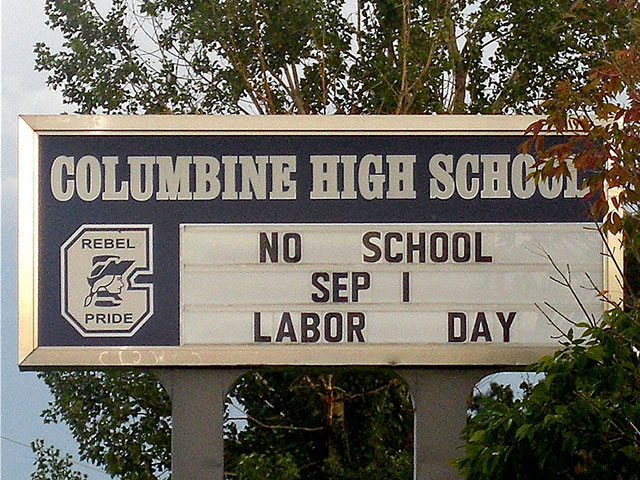 COLUMBINE HIGH SCHOOL
REBEL
PRIDE
NO SCHOOL
SEP 1
LABOR DAY